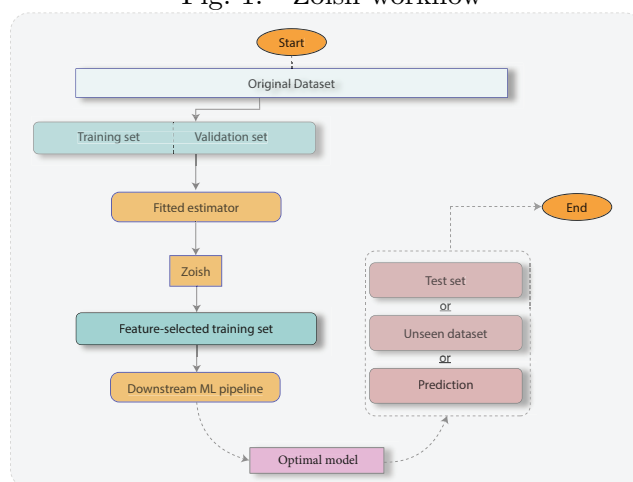 Fig. 1. Zoish workflow
Start
Original Dataset
Training set Validation set
Fitted estimator
Zoish
Feature-selected training set
Downstream ML pipeline
Optimal model
Test set
or
Unseen dataset
or
Prediction
End